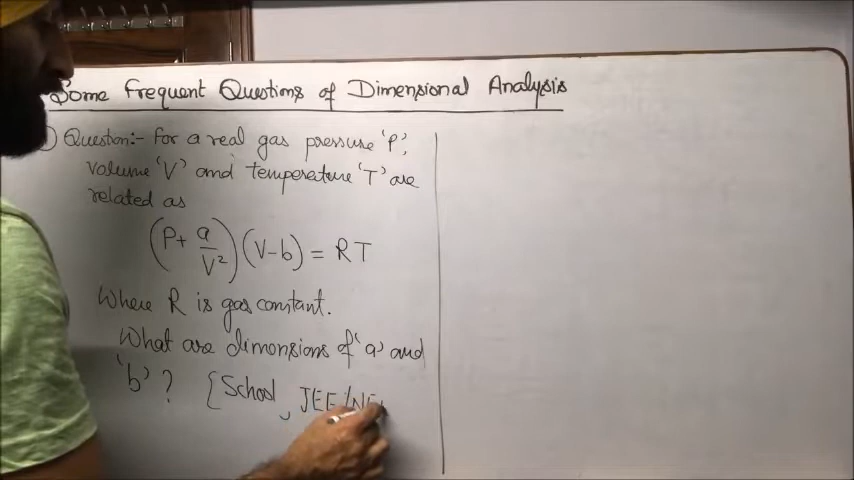 Some Frequent Questions of Dimensional Analysis
Question:- For a real gas pressure 'P',
volume 'V' and temperature 'T' are
related as
(P + a/V²)(V-b) = RT
Where R is gas constant.
What are dimensions of 'a' and
'b' ? [School, JEE/NE